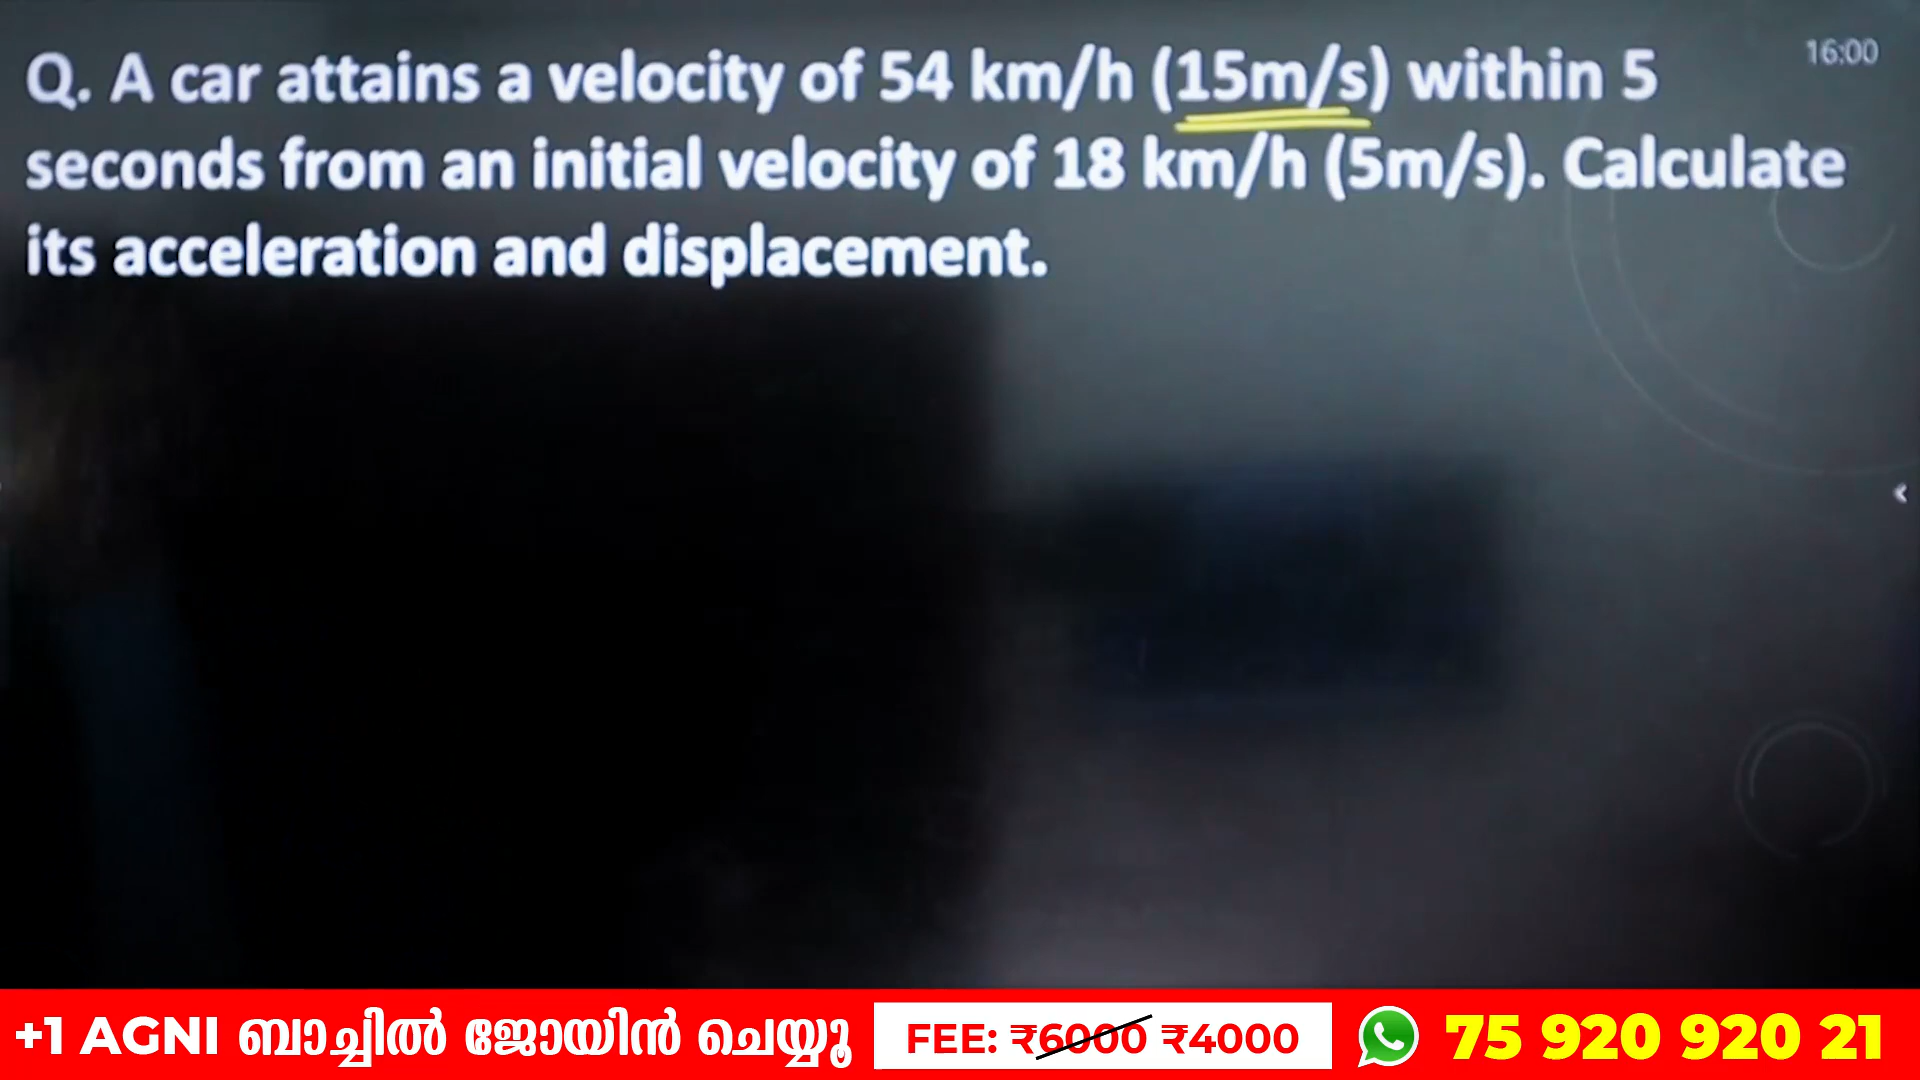 Q. A car attains a velocity of 54 km/h (15m/s) within 5
16:00
seconds from an initial velocity of 18 km/h (5m/s). Calculate
its acceleration and displacement.
+1 AGNI ബാച്ചിൽ ജോയിൻ ചെയ്യൂ
FEE: ₹6000 ₹4000
75 920 920 21